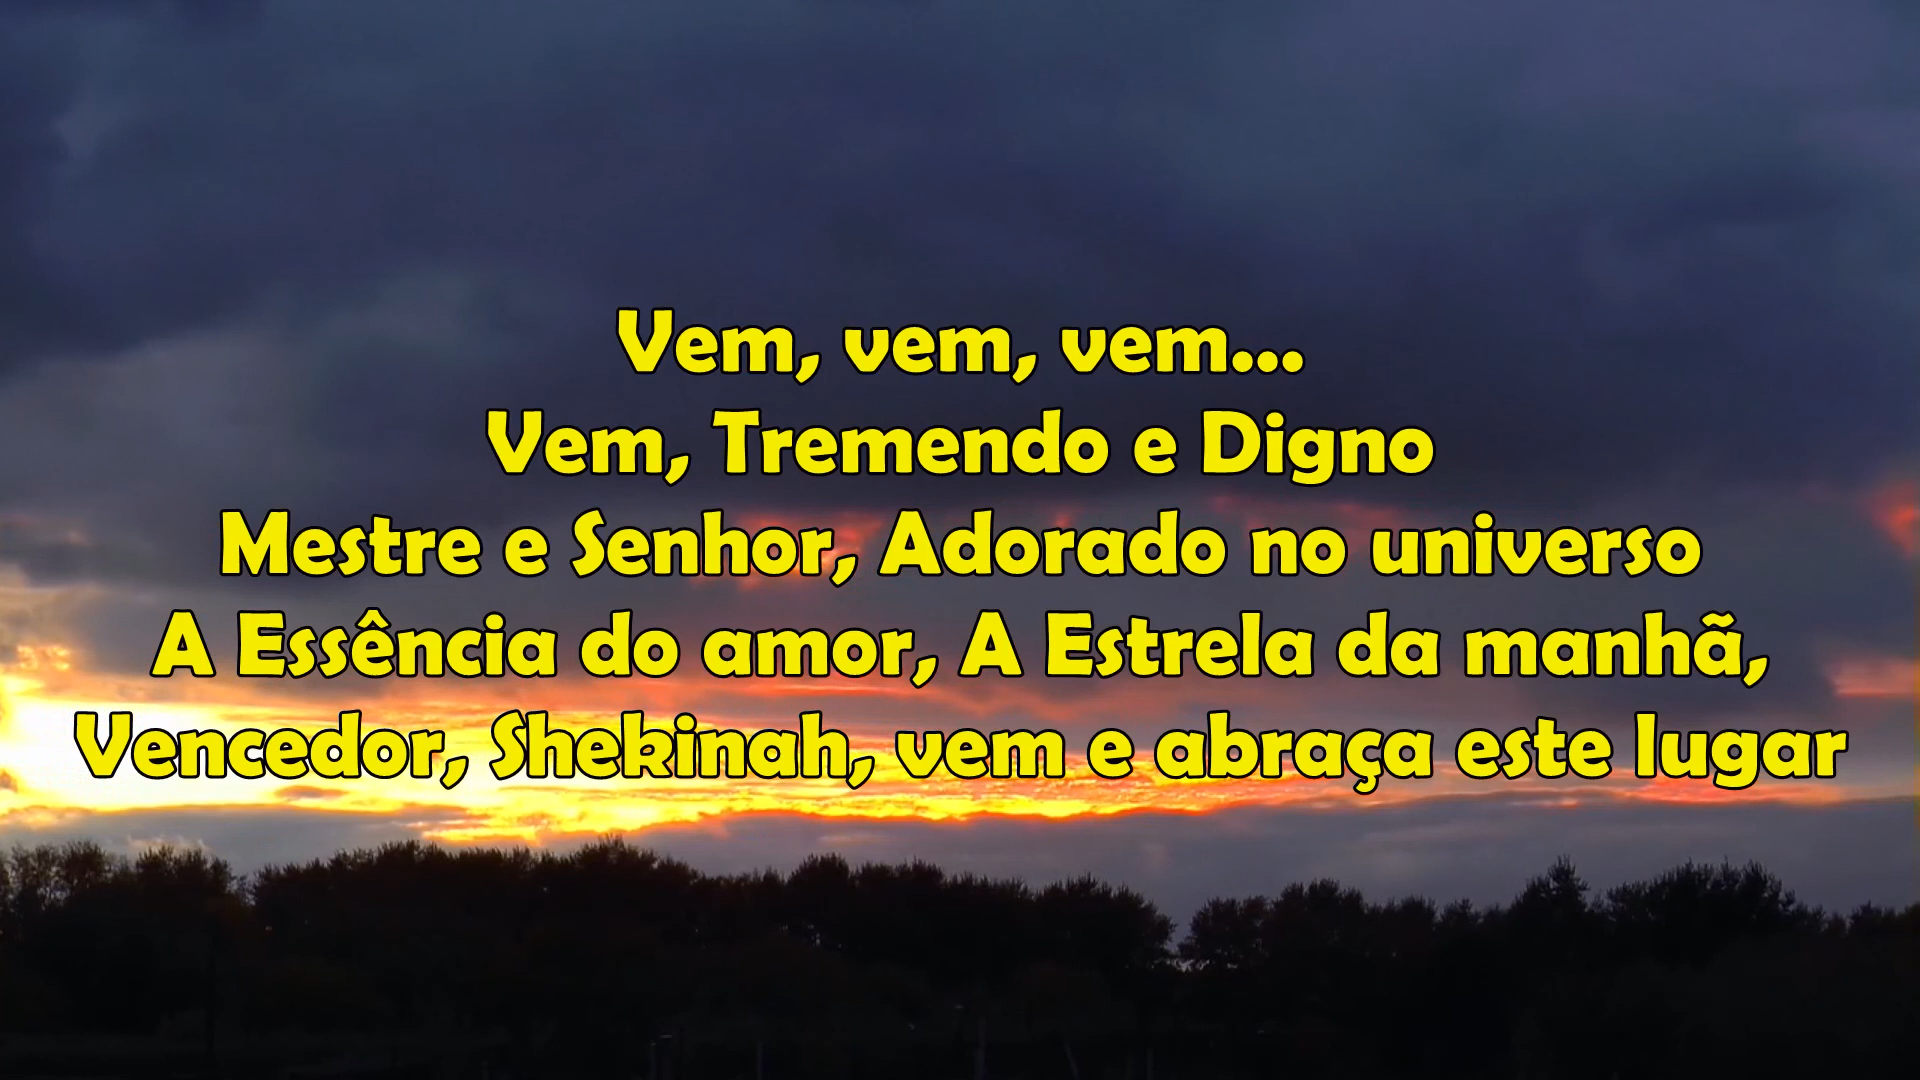 Vem, vem, vem...
Vem, Tremendo e Digno
Mestre e Senhor, Adorado no universo
A Essência do amor, A Estrela da manhã,
Vencedor, Shekinah, vem e abraça este lugar